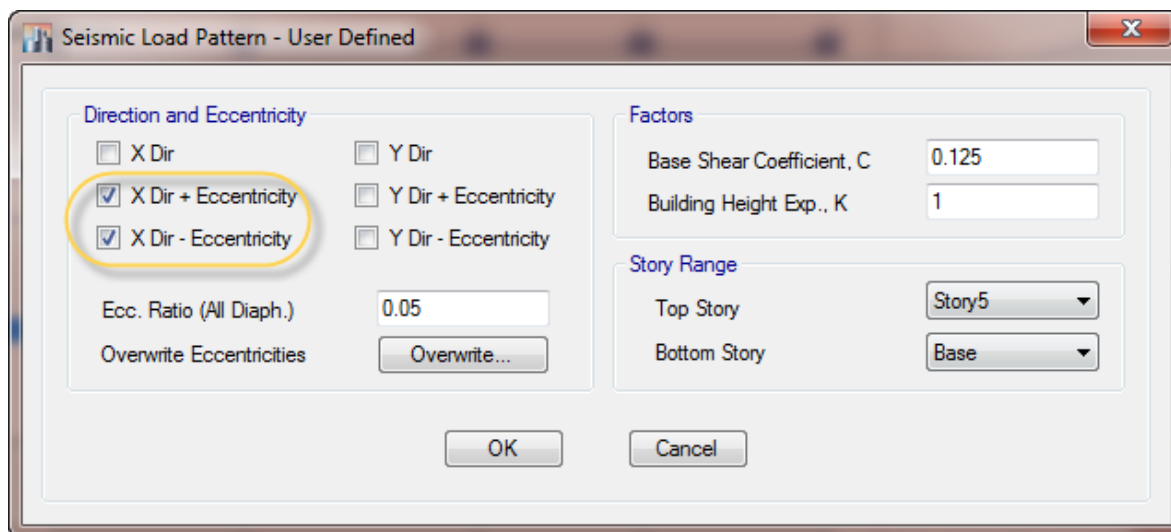 Seismic Load Pattern - User Defined
X
Direction and Eccentricity
X Dir
Y Dir
X Dir + Eccentricity
Y Dir + Eccentricity
X Dir - Eccentricity
Y Dir - Eccentricity
Ecc. Ratio (All Diaph.) 0.05
Overwrite Eccentricities Overwrite...
Factors
Base Shear Coefficient, C 0.125
Building Height Exp., K 1
Story Range
Top Story Story5
Bottom Story Base
OK Cancel